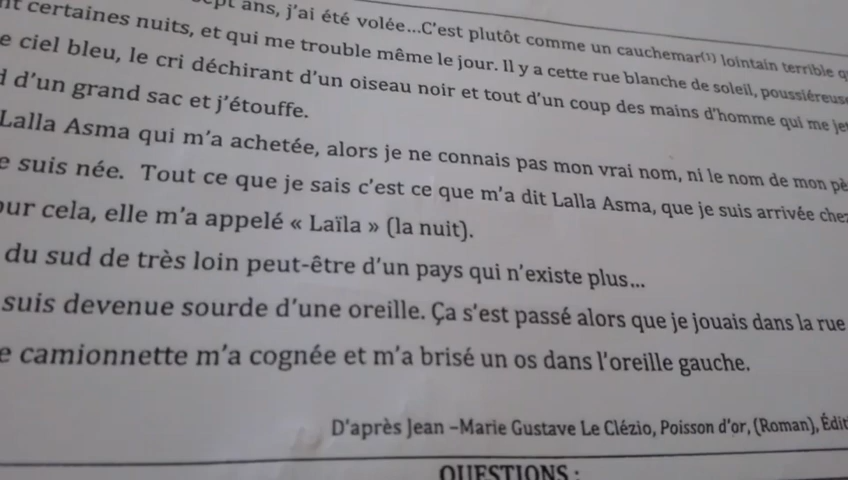 ans, j'ai été volée...C'est plutôt comme un cauchemar⁽¹⁾ lointain terrible
certaines nuits, et qui me trouble même le jour. Il y a cette rue blanche de soleil,
ciel bleu, le cri déchirant d'un oiseau noir et tout d'un coup des mains d'homme qui me
d'un grand sac et j'étouffe.
Lalla Asma qui m'a achetée, alors je ne connais pas mon vrai nom, ni le nom de mon
suis née. Tout ce que je sais c'est ce que m'a dit Lalla Asma, que je suis arrivée
cela, elle m'a appelé « Laïla » (la nuit).
du sud de très loin peut-être d'un pays qui n'existe plus...
suis devenue sourde d'une oreille. Ça s'est passé alors que je jouais dans la rue
camionnette m'a cognée et m'a brisé un os dans l'oreille gauche.
D'après Jean –Marie Gustave Le Clézio, Poisson d'or, (Roman),
QUESTIONS :